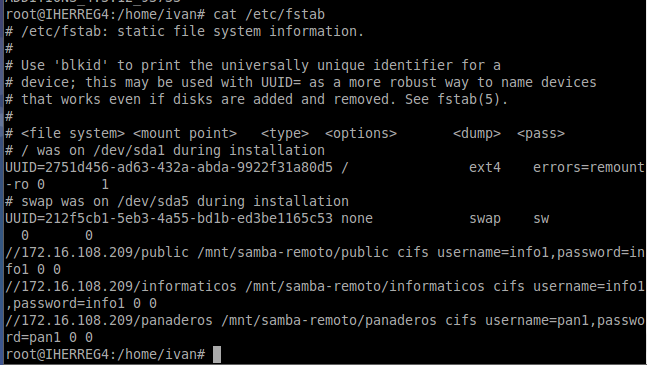 root@IHERREG4:/home/ivan# cat /etc/fstab
# /etc/fstab: static file system information.
#
# Use 'blkid' to print the universally unique identifier for a
# device; this may be used with UUID= as a more robust way to name devices
# that works even if disks are added and removed. See fstab(5).
#
# <file system> <mount point>   <type>  <options>       <dump>  <pass>
# / was on /dev/sda1 during installation
UUID=2751d456-ad63-432a-abda-9922f31a80d5 /               ext4    errors=remount
-ro 0       1
# swap was on /dev/sda5 during installation
UUID=212f5cb1-5eb3-4a55-bd1b-ed3be1165c53 none            swap    sw
  0       0
//172.16.108.209/public /mnt/samba-remoto/public cifs username=info1,password=in
fo1 0 0
//172.16.108.209/informaticos /mnt/samba-remoto/informaticos cifs username=info1
,password=info1 0 0
//172.16.108.209/panaderos /mnt/samba-remoto/panaderos cifs username=pan1,passwo
rd=pan1 0 0
root@IHERREG4:/home/ivan#